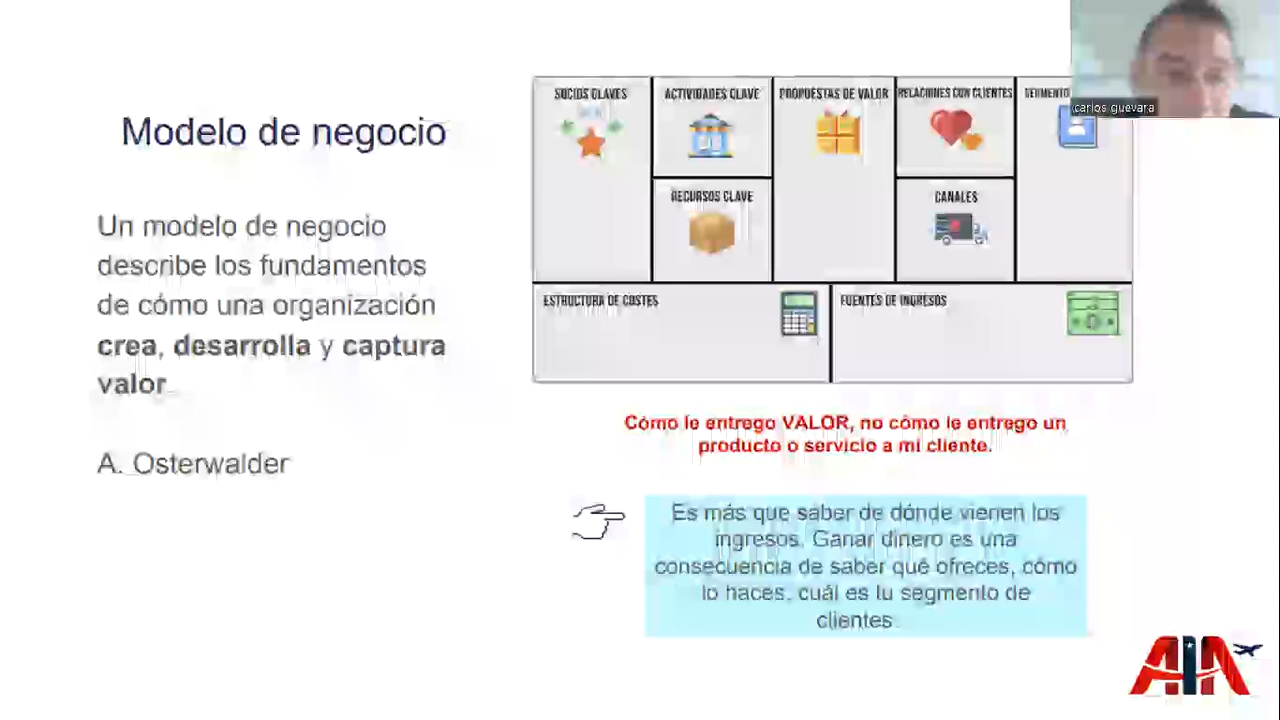 Modelo de negocio
Un modelo de negocio
describe los fundamentos
de cómo una organización
crea, desarrolla y captura
valor
A. Osterwalder
SOCIOS CLAVES
ACTIVIDADES CLAVE
PROPUESTAS DE VALOR
RELACIONES CON CLIENTES
RECURSOS CLAVE
CANALES
ESTRUCTURA DE COSTES
FUENTES DE INGRESOS
carlos guevara
Cómo le entrego VALOR, no cómo le entrego un
producto o servicio a mi cliente.
Es más que saber de dónde vienen los
ingresos. Ganar dinero es una
consecuencia de saber qué ofreces, cómo
lo haces, cuál es tu segmento de
clientes
AIA